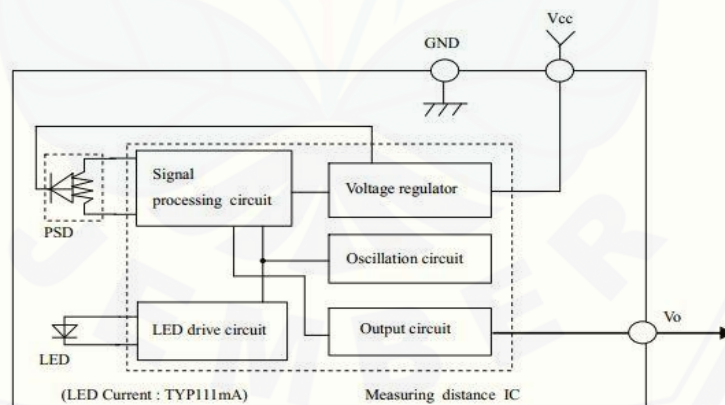 Vcc
GND
Signal
processing circuit
Voltage regulator
PSD
Oscillation circuit
LED drive circuit
Output circuit
Vo
LED
(LED Current : TYP111mA)
Measuring distance IC
JEMBER